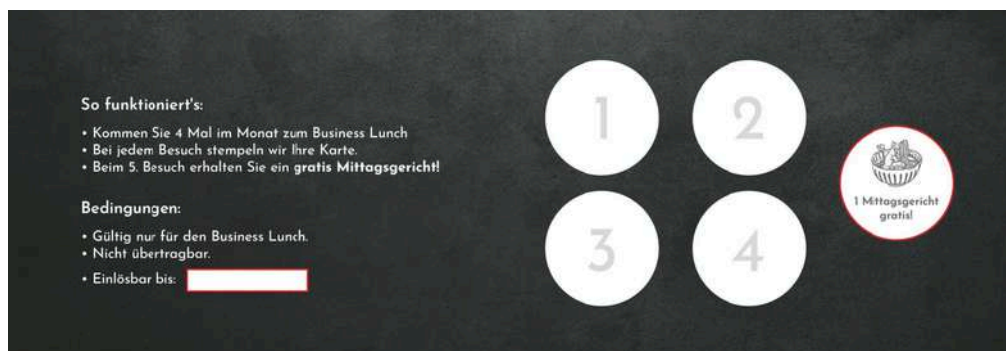 So funktioniert's:
• Kommen Sie 4 Mal im Monat zum Business Lunch
• Bei jedem Besuch stempeln wir Ihre Karte.
• Beim 5. Besuch erhalten Sie ein gratis Mittagsgericht!
Bedingungen:
• Gültig nur für den Business Lunch.
• Nicht übertragbar.
• Einlösbar bis:
1 2
3 4
1 Mittagsgericht
gratis!